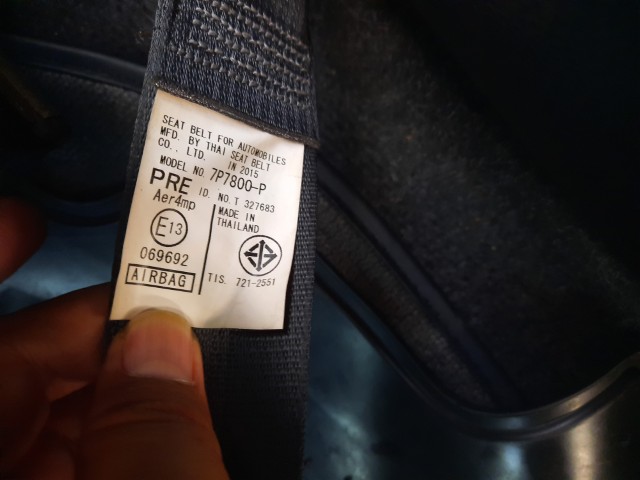 SEAT BELT FOR AUTOMOBILES
MFD. BY THAI SEAT BELT
CO., LTD. IN 2015
MODEL NO. 7P7800-P
PRE ID. NO. T 327683
Aer4mp
MADE IN
THAILAND
E13
069692
AIRBAG
TIS. 721-2551